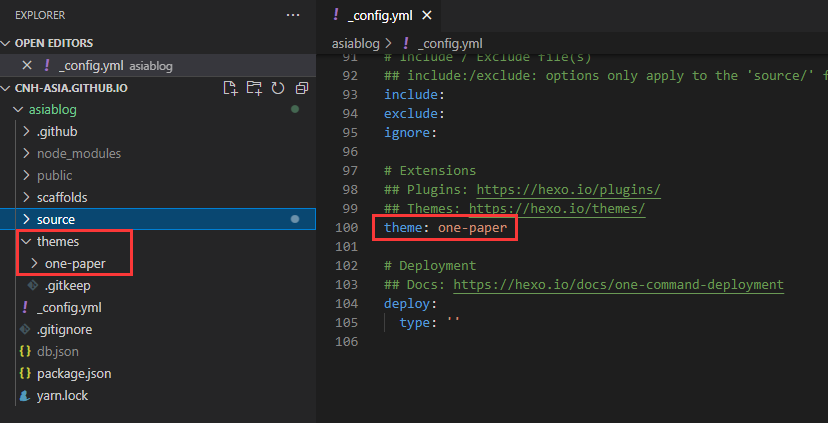 EXPLORER
···
OPEN EDITORS
_config.yml asiablog
CNH-ASIA.GITHUB.IO
asiablog
.github
node_modules
public
scaffolds
source
themes
one-paper
.gitkeep
_config.yml
.gitignore
db.json
package.json
yarn.lock
_config.yml
asiablog > ! _config.yml
91 # Include / Exclude file(s)
92 ## include:/exclude: options only apply to the 'source/' f
93 include:
94 exclude:
95 ignore:
96
97 # Extensions
98 ## Plugins: https://hexo.io/plugins/
99 ## Themes: https://hexo.io/themes/
100 theme: one-paper
101
102 # Deployment
103 ## Docs: https://hexo.io/docs/one-command-deployment
104 deploy:
105 type: ''
106